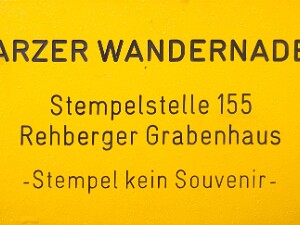 ARZER WANDERNADE
Stempelstelle 155
Rehberger Grabenhaus
-Stempel kein Souvenir-